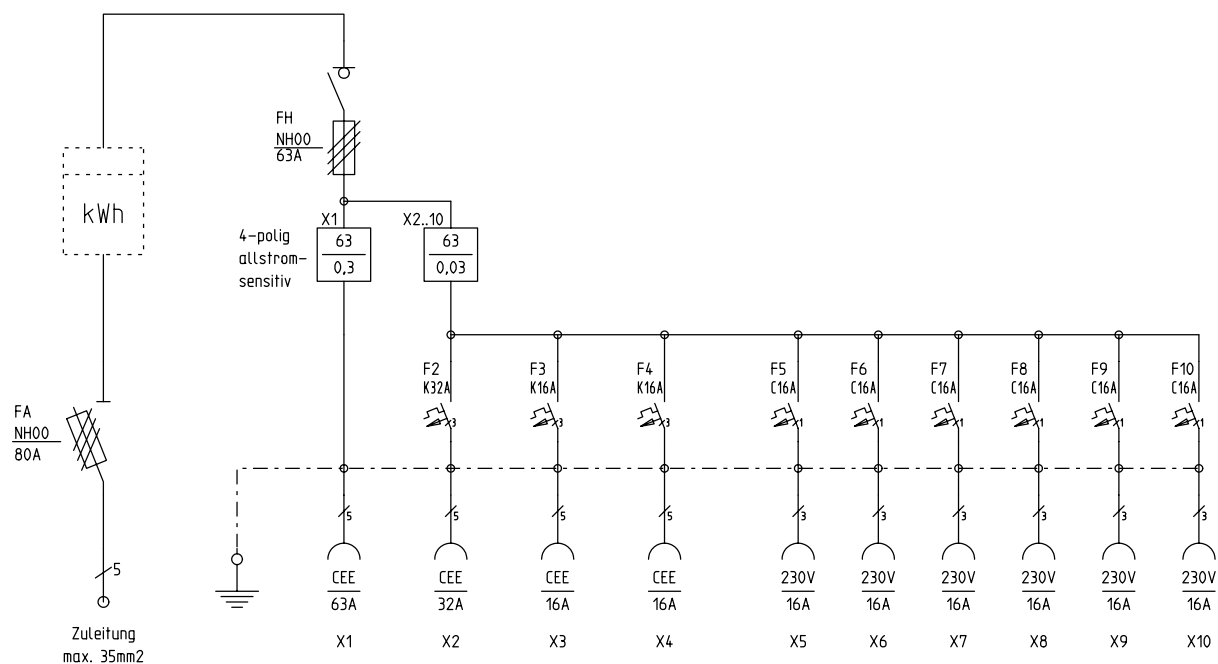 FH
NH00
63A
kWh
X1
X2..10
4-polig
allstrom-
sensitiv
63
0,3
63
0,03
F2
K32A
F3
K16A
F4
K16A
F5
C16A
F6
C16A
F7
C16A
F8
C16A
F9
C16A
F10
C16A
3
3
3
1
1
1
1
1
1
FA
NH00
80A
5
5
5
5
3
3
3
3
3
3
5
CEE
63A
CEE
32A
CEE
16A
CEE
16A
230V
16A
230V
16A
230V
16A
230V
16A
230V
16A
230V
16A
Zuleitung
max. 35mm2
X1
X2
X3
X4
X5
X6
X7
X8
X9
X10